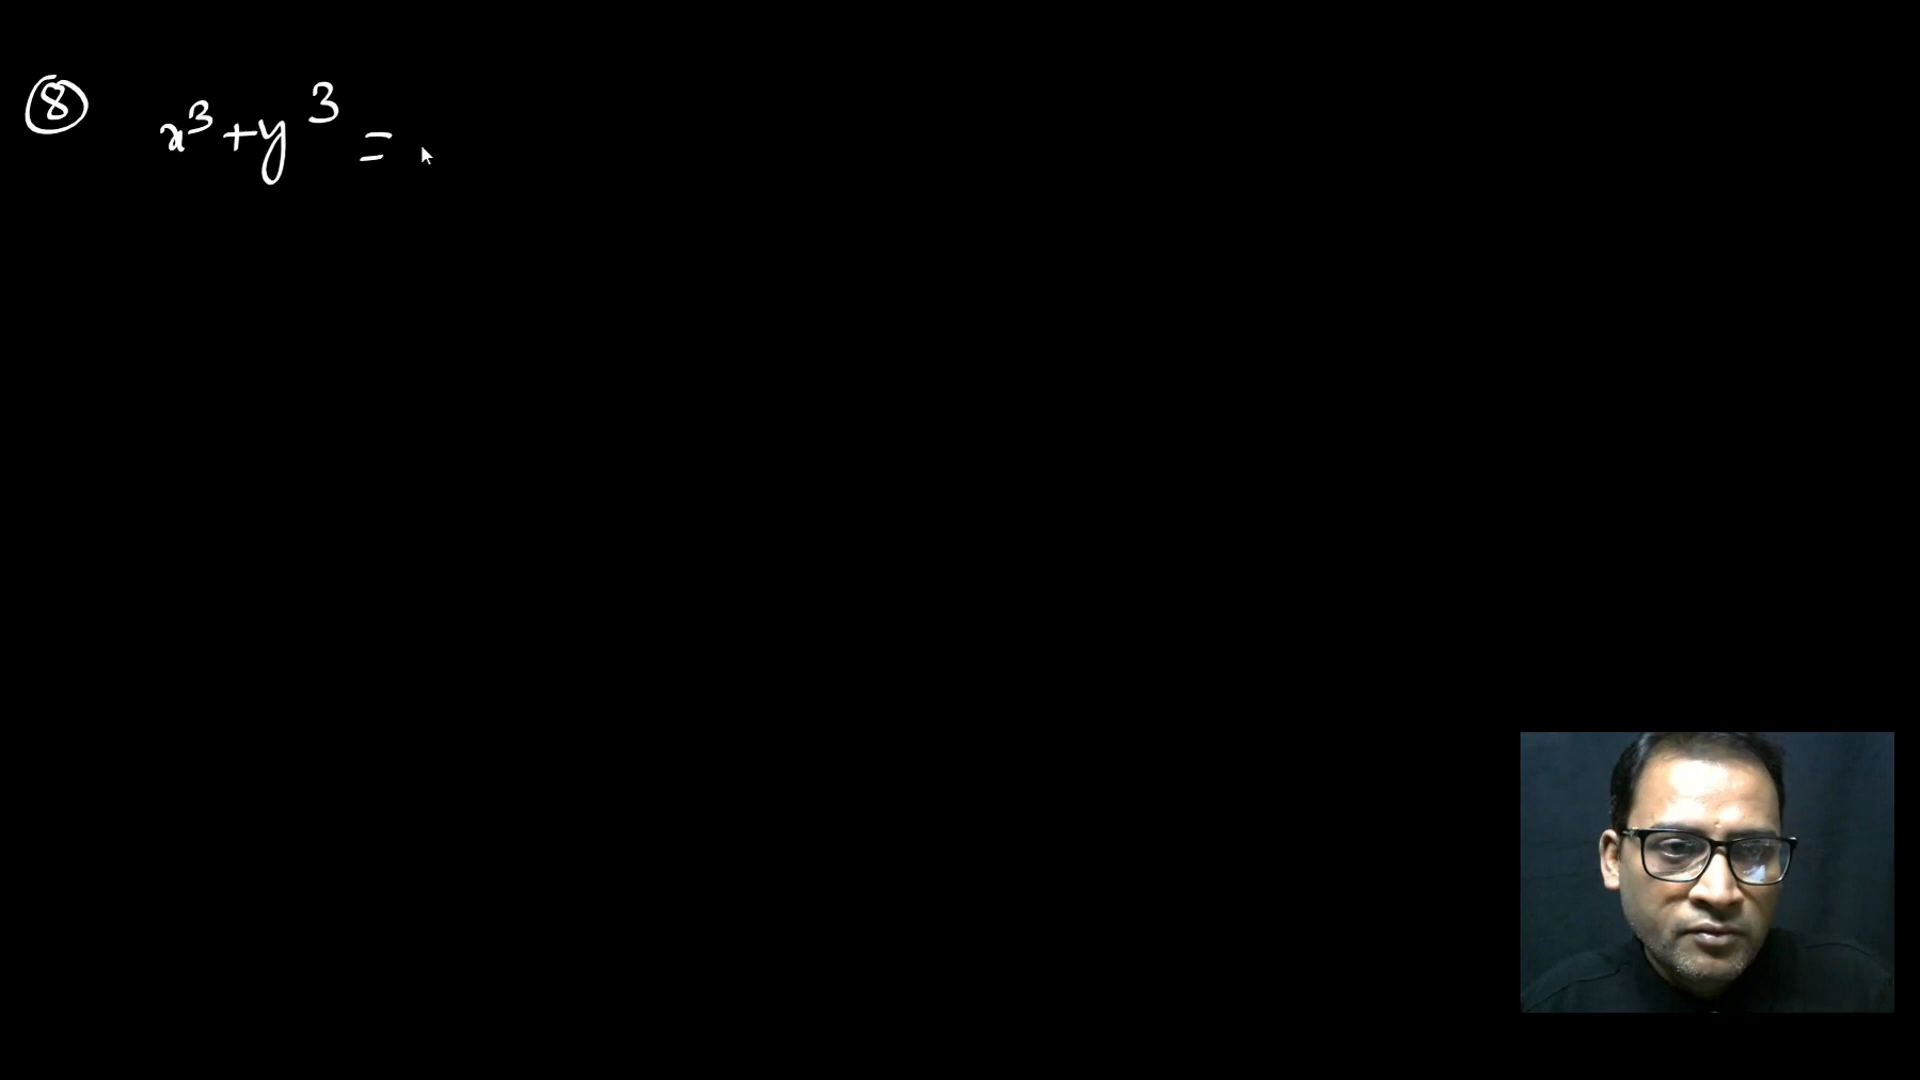 ⑧ x³+y³ =